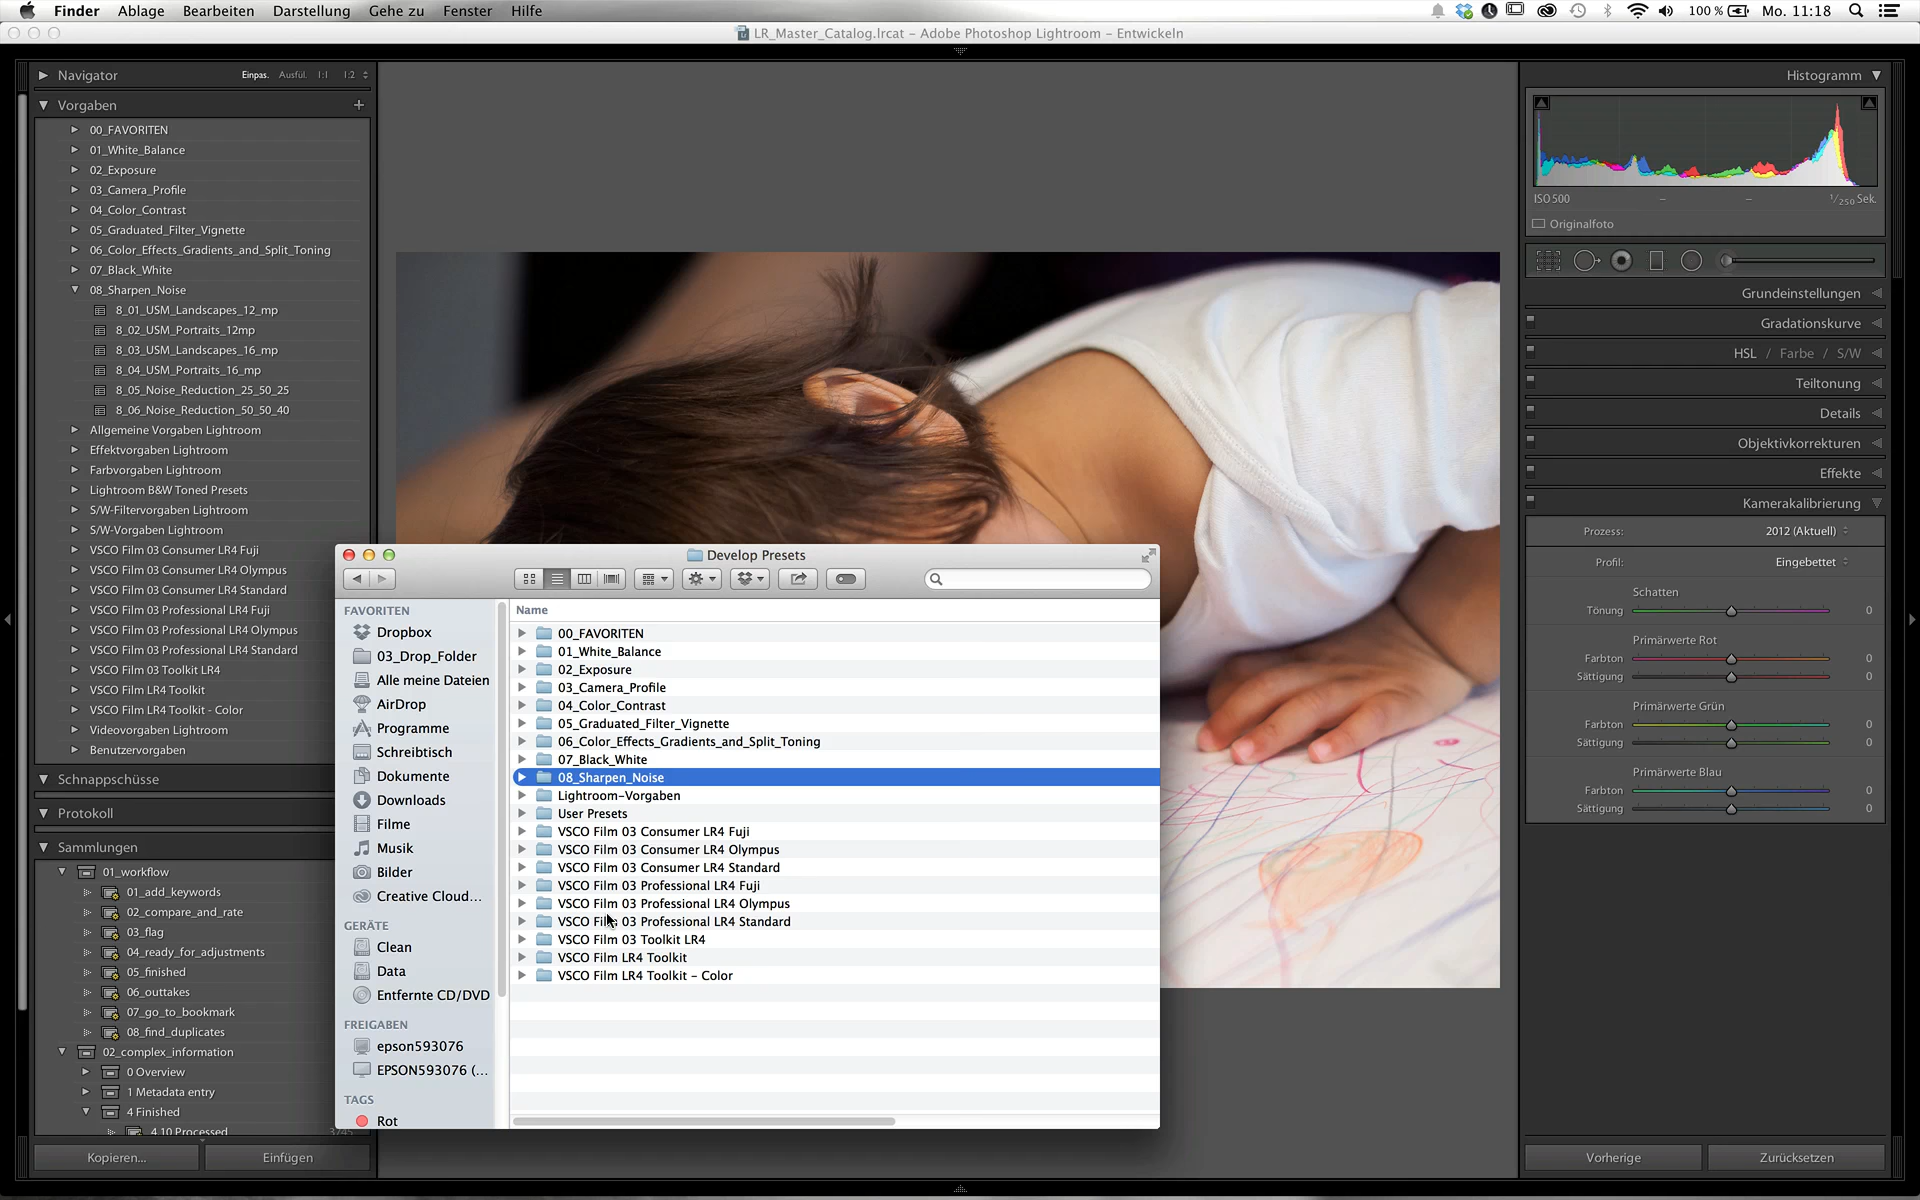 Finder Ablage Bearbeiten Darstellung Gehe zu Fenster Hilfe 100 % Mo. 11:18
LR_Master_Catalog.lrcat – Adobe Photoshop Lightroom – Entwickeln
Navigator Einpas. Ausfül. 1:1 1:2
Vorgaben +
00_FAVORITEN
01_White_Balance
02_Exposure
03_Camera_Profile
04_Color_Contrast
05_Graduated_Filter_Vignette
06_Color_Effects_Gradients_and_Split_Toning
07_Black_White
08_Sharpen_Noise
8_01_USM_Landscapes_12_mp
8_02_USM_Portraits_12mp
8_03_USM_Landscapes_16_mp
8_04_USM_Portraits_16_mp
8_05_Noise_Reduction_25_50_25
8_06_Noise_Reduction_50_50_40
Allgemeine Vorgaben Lightroom
Effektvorgaben Lightroom
Farbvorgaben Lightroom
Lightroom B&W Toned Presets
S/W-Filtervorgaben Lightroom
S/W-Vorgaben Lightroom
VSCO Film 03 Consumer LR4 Fuji
VSCO Film 03 Consumer LR4 Olympus
VSCO Film 03 Consumer LR4 Standard
VSCO Film 03 Professional LR4 Fuji
VSCO Film 03 Professional LR4 Olympus
VSCO Film 03 Professional LR4 Standard
VSCO Film 03 Toolkit LR4
VSCO Film LR4 Toolkit
VSCO Film LR4 Toolkit - Color
Videovorgaben Lightroom
Benutzervorgaben
Schnappschüsse
Protokoll
Sammlungen
01_workflow
01_add_keywords
02_compare_and_rate
03_flag
04_ready_for_adjustments
05_finished
06_outtakes
07_go_to_bookmark
08_find_duplicates
02_complex_information
0 Overview
1 Metadata entry
4 Finished
4.10 Processed 3745
Kopieren... Einfügen
Develop Presets
FAVORITEN
Dropbox
03_Drop_Folder
Alle meine Dateien
AirDrop
Programme
Schreibtisch
Dokumente
Downloads
Filme
Musik
Bilder
Creative Cloud...
GERÄTE
Clean
Data
Entfernte CD/DVD
FREIGABEN
epson593076
EPSON593076 (...
TAGS
Rot
Name
00_FAVORITEN
01_White_Balance
02_Exposure
03_Camera_Profile
04_Color_Contrast
05_Graduated_Filter_Vignette
06_Color_Effects_Gradients_and_Split_Toning
07_Black_White
08_Sharpen_Noise
Lightroom-Vorgaben
User Presets
VSCO Film 03 Consumer LR4 Fuji
VSCO Film 03 Consumer LR4 Olympus
VSCO Film 03 Consumer LR4 Standard
VSCO Film 03 Professional LR4 Fuji
VSCO Film 03 Professional LR4 Olympus
VSCO Film 03 Professional LR4 Standard
VSCO Film 03 Toolkit LR4
VSCO Film LR4 Toolkit
VSCO Film LR4 Toolkit – Color
Histogramm
ISO 500 – – 1/250 Sek.
Originalfoto
Grundeinstellungen
Gradationskurve
HSL / Farbe / S/W
Teiltonung
Details
Objektivkorrekturen
Effekte
Kamerakalibrierung
Prozess: 2012 (Aktuell)
Profil: Eingebettet
Schatten
Tönung 0
Primärwerte Rot
Farbton 0
Sättigung 0
Primärwerte Grün
Farbton 0
Sättigung 0
Primärwerte Blau
Farbton 0
Sättigung 0
Vorherige Zurücksetzen